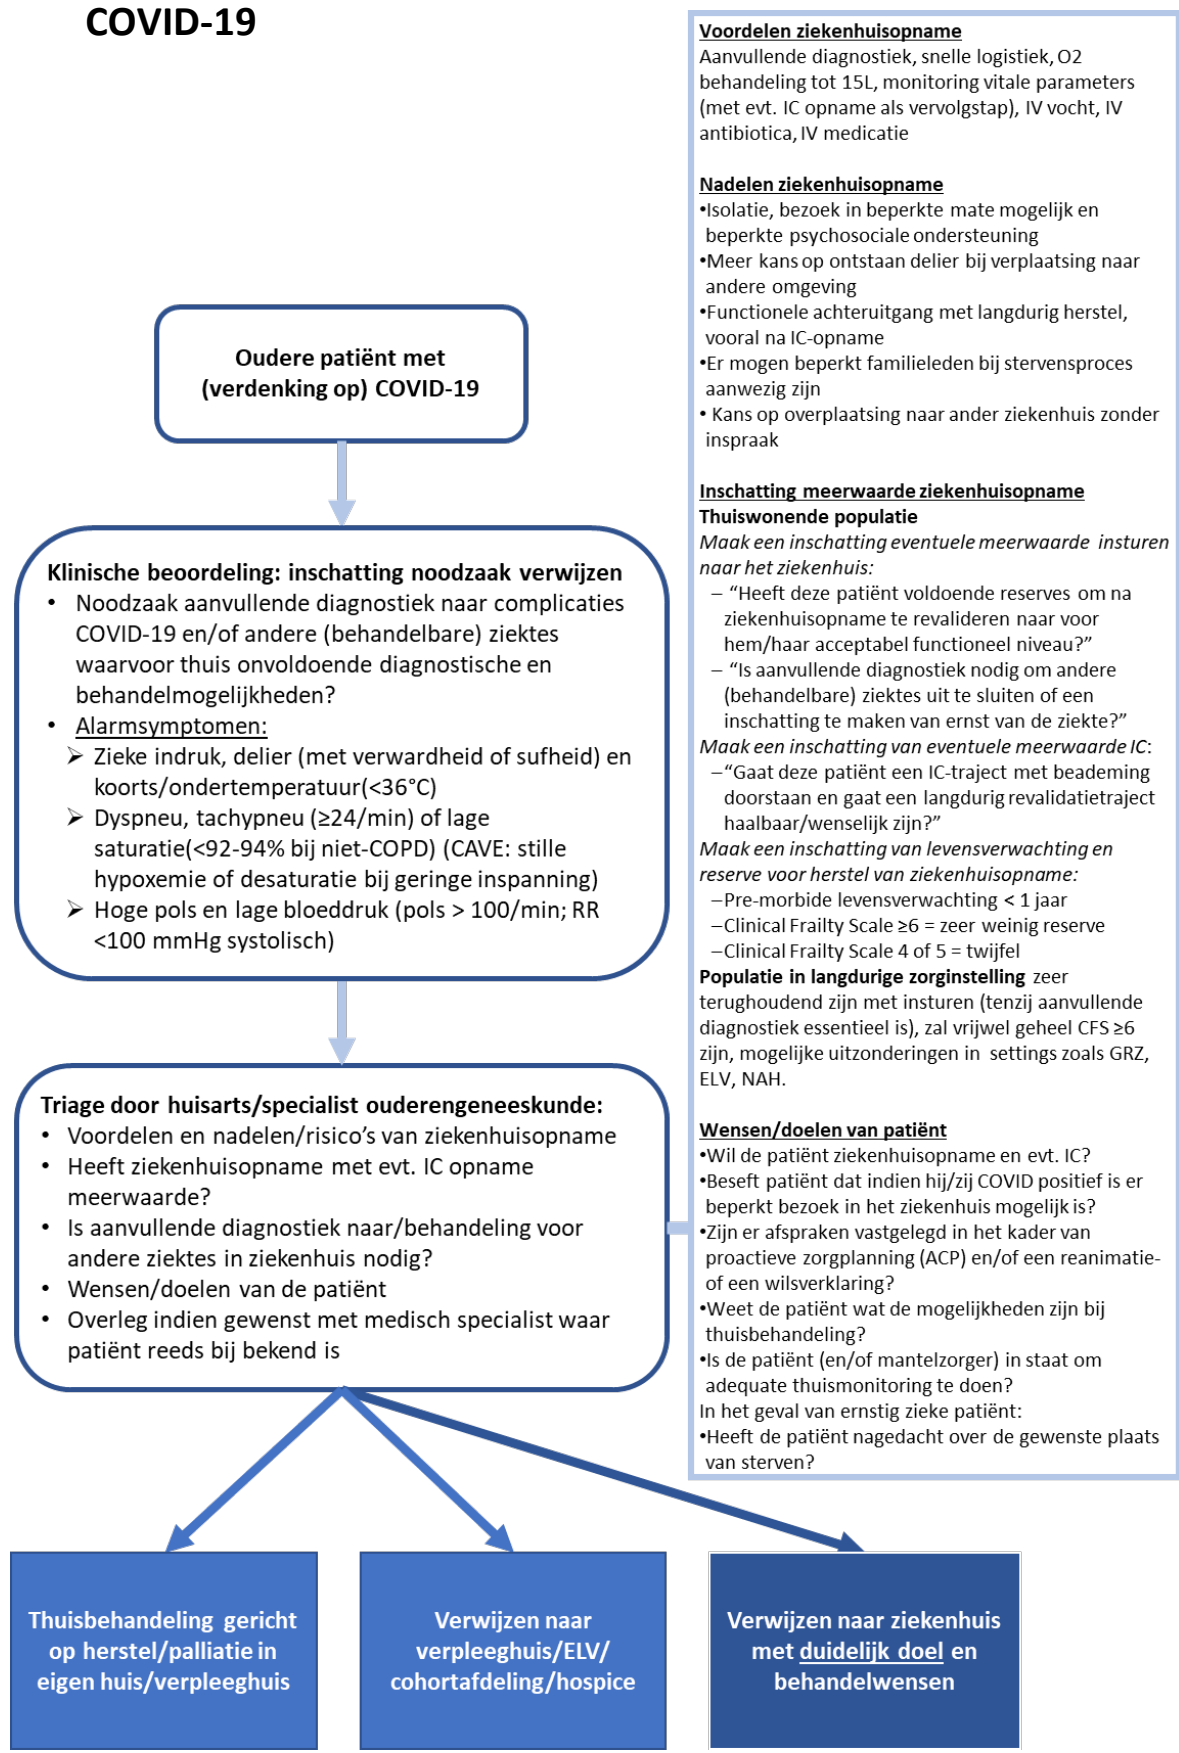 COVID-19
Oudere patiënt met
(verdenking op) COVID-19
Klinische beoordeling: inschatting noodzaak verwijzen
• Noodzaak aanvullende diagnostiek naar complicaties
COVID-19 en/of andere (behandelbare) ziektes
waarvoor thuis onvoldoende diagnostische en
behandelmogelijkheden?
• Alarmsymptomen:
➢ Zieke indruk, delier (met verwardheid of sufheid) en
koorts/ondertemperatuur(<36°C)
➢ Dyspneu, tachypneu (≥24/min) of lage
saturatie(<92-94% bij niet-COPD) (CAVE: stille
hypoxemie of desaturatie bij geringe inspanning)
➢ Hoge pols en lage bloeddruk (pols > 100/min; RR
<100 mmHg systolisch)
Triage door huisarts/specialist ouderengeneeskunde:
• Voordelen en nadelen/risico’s van ziekenhuisopname
• Heeft ziekenhuisopname met evt. IC opname
meerwaarde?
• Is aanvullende diagnostiek naar/behandeling voor
andere ziektes in ziekenhuis nodig?
• Wensen/doelen van de patiënt
• Overleg indien gewenst met medisch specialist waar
patiënt reeds bij bekend is
Voordelen ziekenhuisopname
Aanvullende diagnostiek, snelle logistiek, O2
behandeling tot 15L, monitoring vitale parameters
(met evt. IC opname als vervolgstap), IV vocht, IV
antibiotica, IV medicatie
Nadelen ziekenhuisopname
•Isolatie, bezoek in beperkte mate mogelijk en
beperkte psychosociale ondersteuning
•Meer kans op ontstaan delier bij verplaatsing naar
andere omgeving
•Functionele achteruitgang met langdurig herstel,
vooral na IC-opname
•Er mogen beperkt familieleden bij stervensproces
aanwezig zijn
• Kans op overplaatsing naar ander ziekenhuis zonder
inspraak
Inschatting meerwaarde ziekenhuisopname
Thuiswonende populatie
Maak een inschatting eventuele meerwaarde insturen
naar het ziekenhuis:
– “Heeft deze patiënt voldoende reserves om na
ziekenhuisopname te revalideren naar voor
hem/haar acceptabel functioneel niveau?”
– “Is aanvullende diagnostiek nodig om andere
(behandelbare) ziektes uit te sluiten of een
inschatting te maken van ernst van de ziekte?”
Maak een inschatting van eventuele meerwaarde IC:
–“Gaat deze patiënt een IC-traject met beademing
doorstaan en gaat een langdurig revalidatietraject
haalbaar/wenselijk zijn?”
Maak een inschatting van levensverwachting en
reserve voor herstel van ziekenhuisopname:
–Pre-morbide levensverwachting < 1 jaar
–Clinical Frailty Scale ≥6 = zeer weinig reserve
–Clinical Frailty Scale 4 of 5 = twijfel
Populatie in langdurige zorginstelling zeer
terughoudend zijn met insturen (tenzij aanvullende
diagnostiek essentieel is), zal vrijwel geheel CFS ≥6
zijn, mogelijke uitzonderingen in settings zoals GRZ,
ELV, NAH.
Wensen/doelen van patiënt
•Wil de patiënt ziekenhuisopname en evt. IC?
•Beseft patiënt dat indien hij/zij COVID positief is er
beperkt bezoek in het ziekenhuis mogelijk is?
•Zijn er afspraken vastgelegd in het kader van
proactieve zorgplanning (ACP) en/of een reanimatie-
of een wilsverklaring?
•Weet de patiënt wat de mogelijkheden zijn bij
thuisbehandeling?
•Is de patiënt (en/of mantelzorger) in staat om
adequate thuismonitoring te doen?
In het geval van ernstig zieke patiënt:
•Heeft de patiënt nagedacht over de gewenste plaats
van sterven?
Thuisbehandeling gericht
op herstel/palliatie in
eigen huis/verpleeghuis
Verwijzen naar
verpleeghuis/ELV/
cohortafdeling/hospice
Verwijzen naar ziekenhuis
met duidelijk doel en
behandelwensen